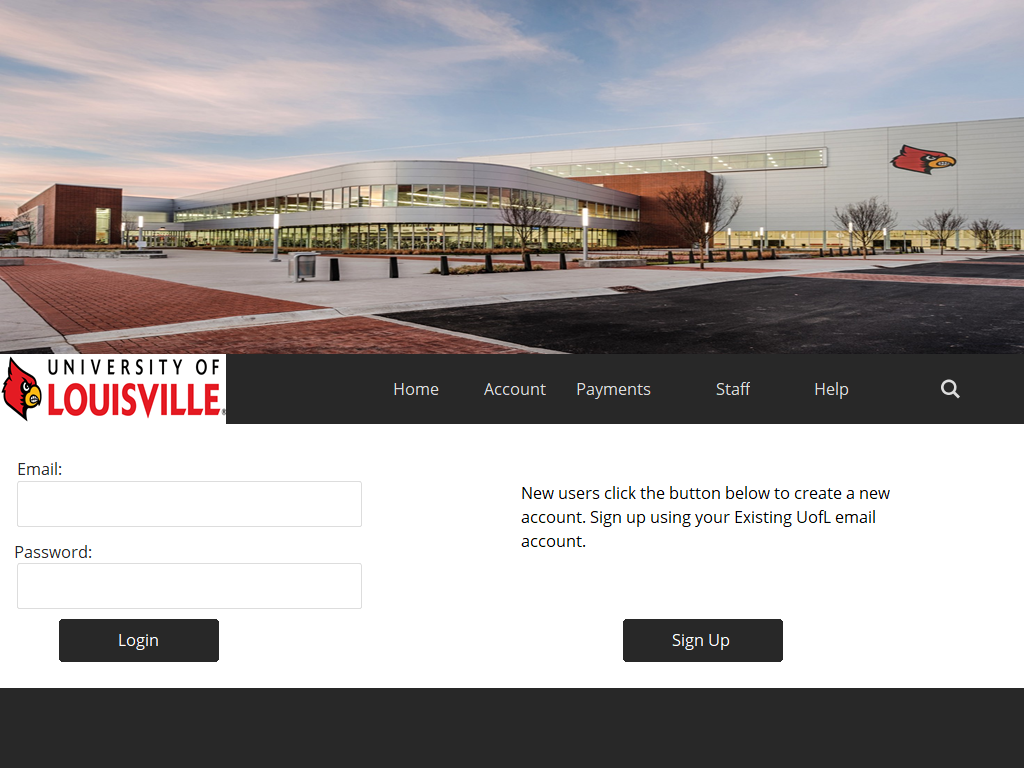 UNIVERSITY OF
LOUISVILLE®
Home Account Payments Staff Help
Email:
New users click the button below to create a new
account. Sign up using your Existing UofL email
account.
Password:
Login
Sign Up